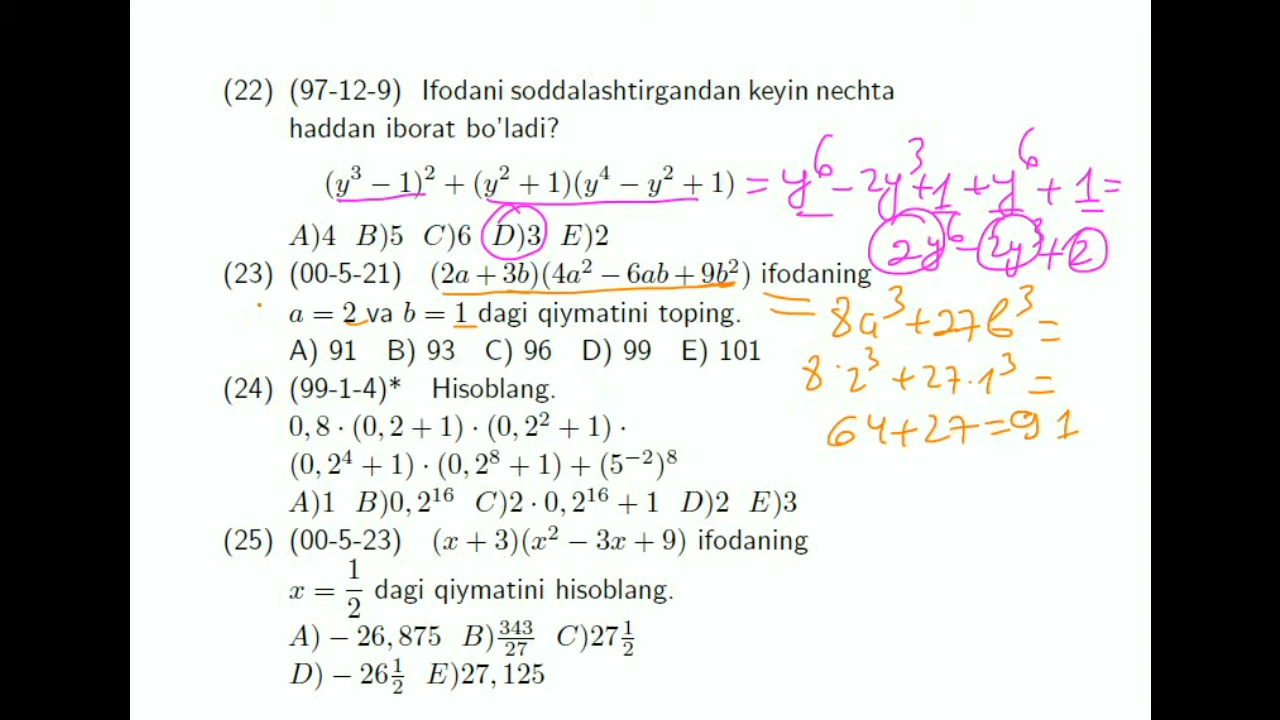 (22) (97-12-9) Ifodani soddalashtirgandan keyin nechta
haddan iborat bo'ladi?
(y³ − 1)² + (y² + 1)(y⁴ − y² + 1) = y⁶ − 2y³ + 1 + y⁶ + 1 =
A)4 B)5 C)6 D)3 E)2
2y⁶ − 2y³ + 2
(23) (00-5-21) (2a + 3b)(4a² − 6ab + 9b²) ifodaning
a = 2 va b = 1 dagi qiymatini toping.
= 8a³ + 27b³ =
A) 91 B) 93 C) 96 D) 99 E) 101
8·2³ + 27·1³ =
(24) (99-1-4)* Hisoblang.
0,8 · (0,2 + 1) · (0,2² + 1) ·
64 + 27 = 91
(0,2⁴ + 1) · (0,2⁸ + 1) + (5⁻²)⁸
A)1 B)0,2¹⁶ C)2 · 0,2¹⁶ + 1 D)2 E)3
(25) (00-5-23) (x + 3)(x² − 3x + 9) ifodaning
x = 1/2 dagi qiymatini hisoblang.
A) − 26,875 B)343/27 C)27 1/2
D) − 26 1/2 E)27,125